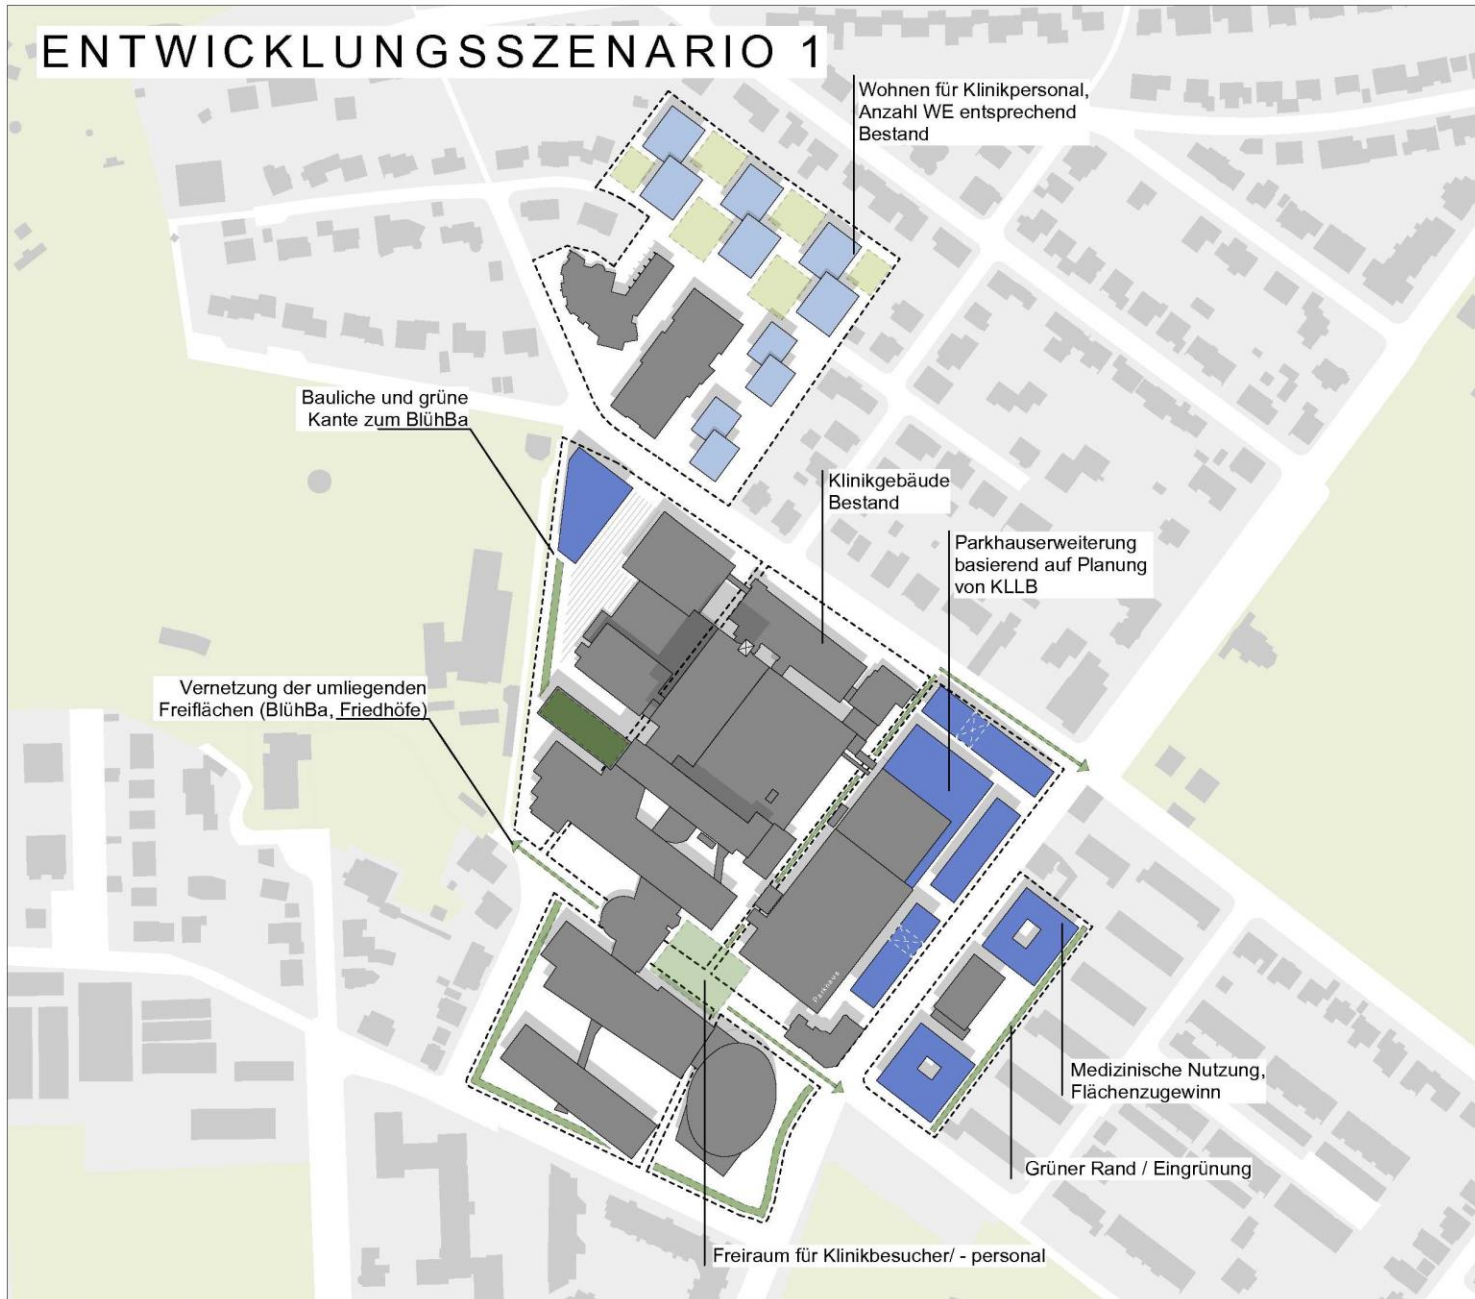 ENTWICKLUNGSSZENARIO 1
Wohnen für Klinikpersonal,
Anzahl WE entsprechend
Bestand
Bauliche und grüne
Kante zum BlühBa
Klinikgebäude
Bestand
Parkhauserweiterung
basierend auf Planung
von KLLB
Vernetzung der umliegenden
Freiflächen (BlühBa, Friedhöfe)
Parkhaus
Medizinische Nutzung,
Flächenzugewinn
Grüner Rand / Eingrünung
Freiraum für Klinikbesucher/ - personal